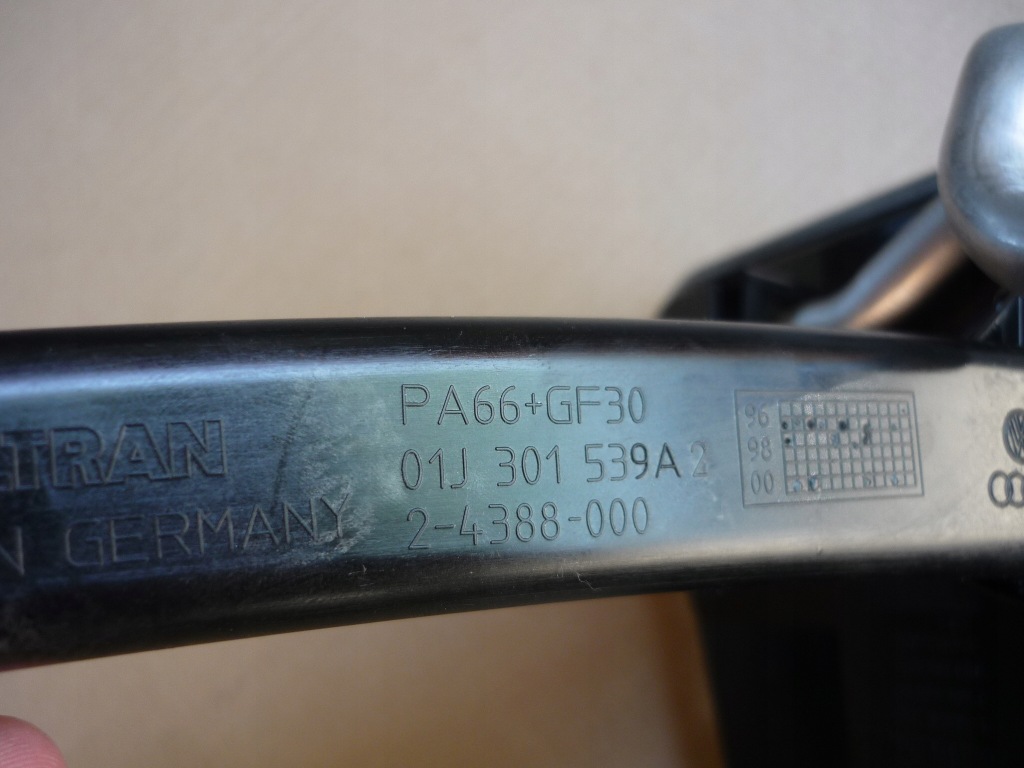 TRAN
N GERMANY
PA66+GF30
01J 301 539A 2
2-4388-000
96
98
00